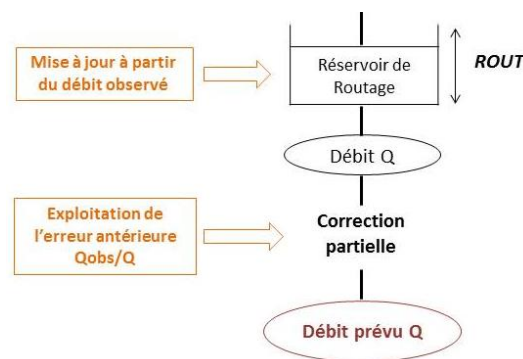 Mise à jour à partir
du débit observé
Réservoir de
Routage
ROUT
Débit Q
Exploitation de
l'erreur antérieure
Qobs/Q
Correction
partielle
Débit prévu Q